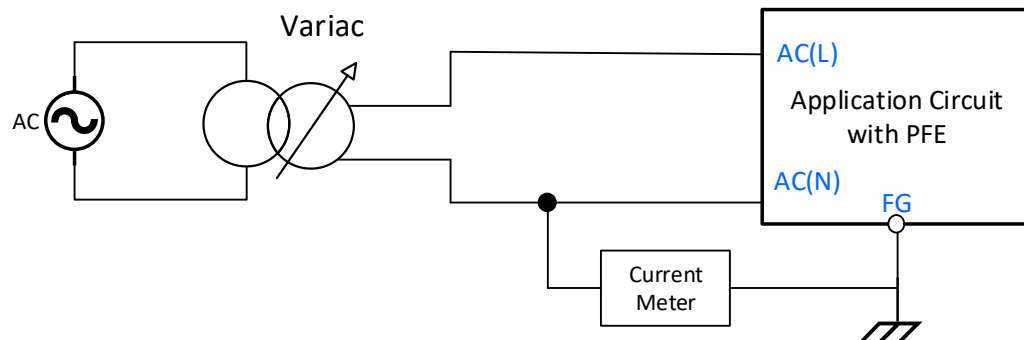 Variac
AC
AC(L)
Application Circuit
with PFE
AC(N)
FG
Current
Meter